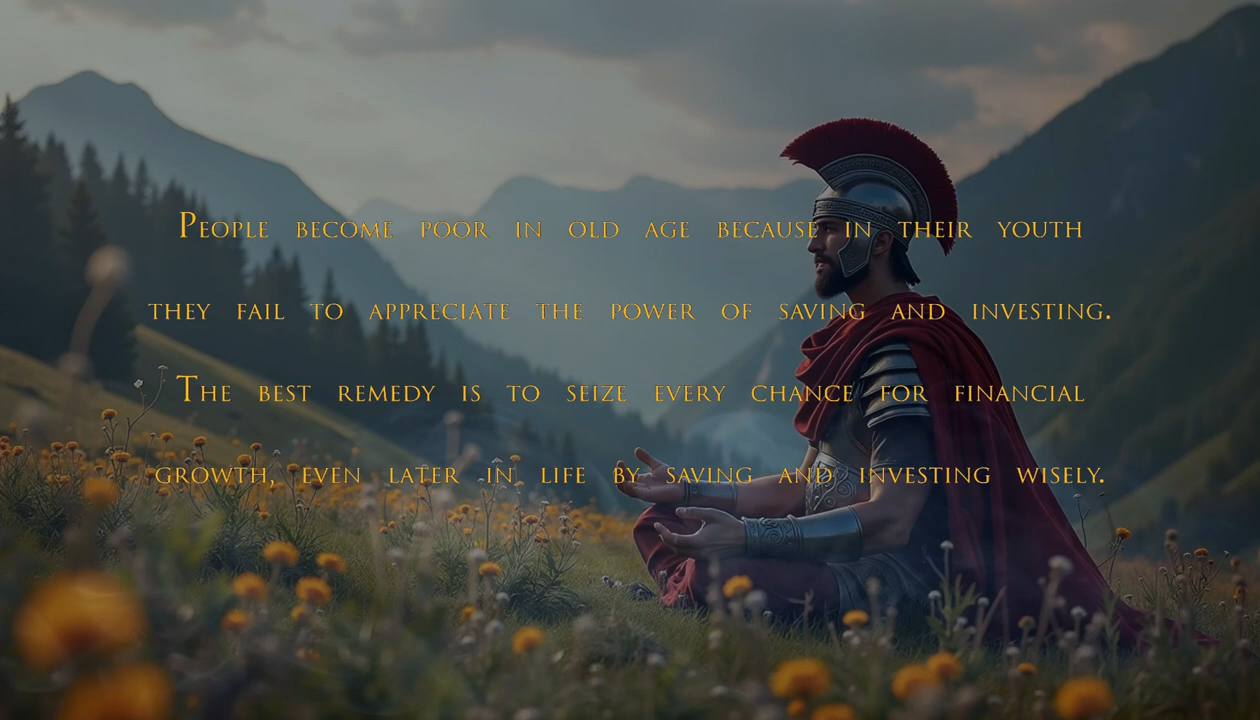 People become poor in old age because in their youth
they fail to appreciate the power of saving and investing.
The best remedy is to seize every chance for financial
growth, even later in life by saving and investing wisely.